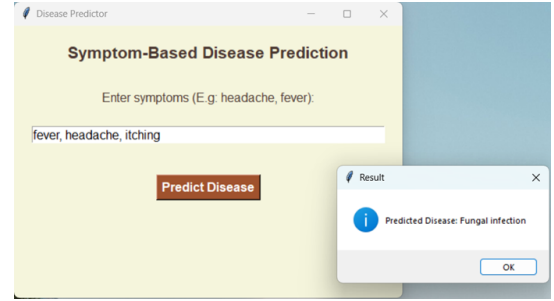 Disease Predictor
Symptom-Based Disease Prediction
Enter symptoms (E.g: headache, fever):
fever, headache, itching
Predict Disease
Result
Predicted Disease: Fungal infection
OK